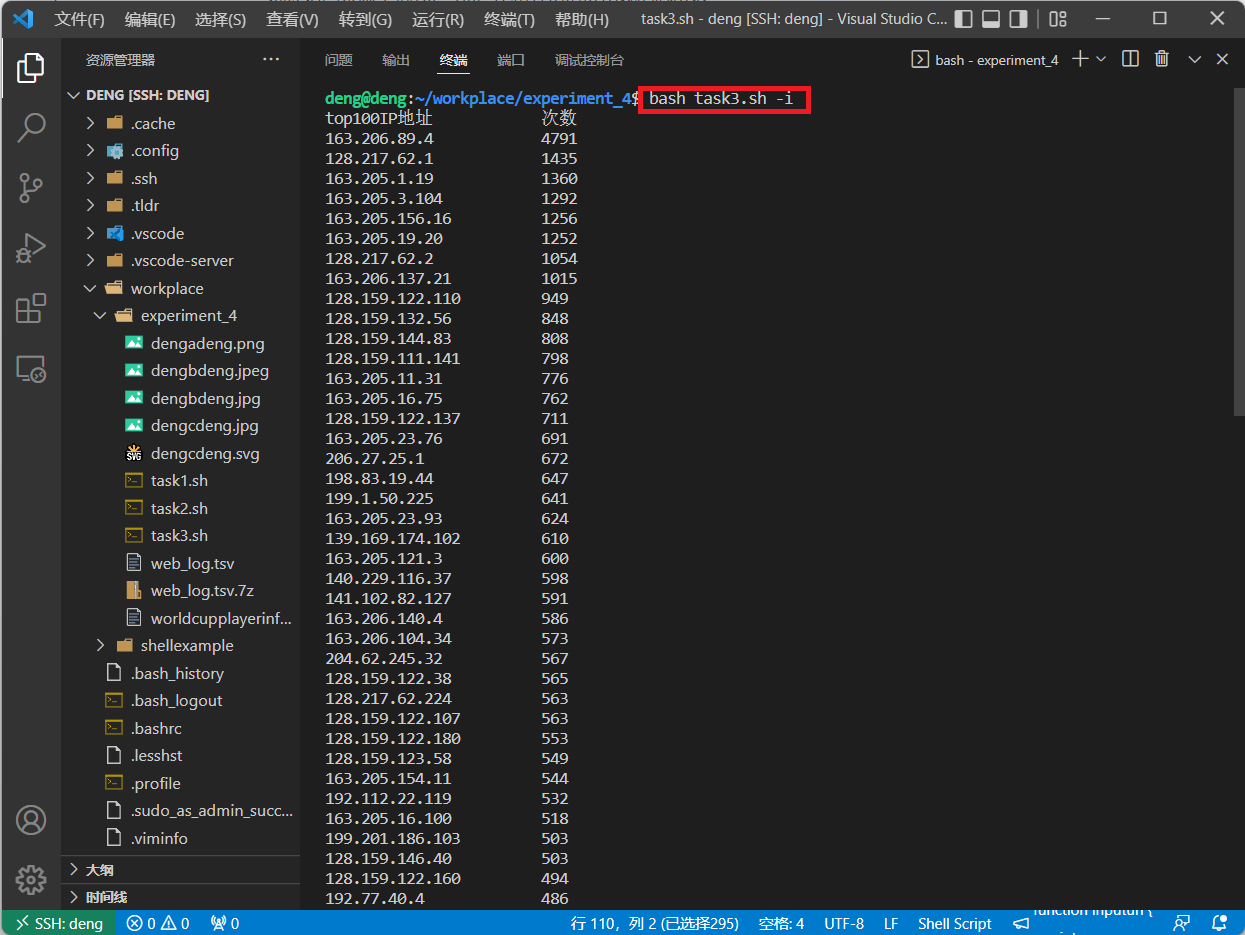 文件(F) 编辑(E) 选择(S) 查看(V) 转到(G) 运行(R) 终端(T) 帮助(H) task3.sh - deng [SSH: deng] - Visual Studio C...
资源管理器 ···
DENG [SSH: DENG]
.cache
.config
.ssh
.tldr
.vscode
.vscode-server
workplace
experiment_4
dengadeng.png
dengbdeng.jpeg
dengbdeng.jpg
dengcdeng.jpg
dengcdeng.svg
task1.sh
task2.sh
task3.sh
web_log.tsv
web_log.tsv.7z
worldcupplayerinf...
shellexample
.bash_history
.bash_logout
.bashrc
.lesshst
.profile
.sudo_as_admin_succ...
.viminfo
大纲
时间线
问题 输出 终端 端口 调试控制台 bash - experiment_4
deng@deng:~/workplace/experiment_4$ bash task3.sh -i
top100IP地址 次数
163.206.89.4 4791
128.217.62.1 1435
163.205.1.19 1360
163.205.3.104 1292
163.205.156.16 1256
163.205.19.20 1252
128.217.62.2 1054
163.206.137.21 1015
128.159.122.110 949
128.159.132.56 848
128.159.144.83 808
128.159.111.141 798
163.205.11.31 776
163.205.16.75 762
128.159.122.137 711
163.205.23.76 691
206.27.25.1 672
198.83.19.44 647
199.1.50.225 641
163.205.23.93 624
139.169.174.102 610
163.205.121.3 600
140.229.116.37 598
141.102.82.127 591
163.206.140.4 586
163.206.104.34 573
204.62.245.32 567
128.159.122.38 565
128.217.62.224 563
128.159.122.107 563
128.159.122.180 553
128.159.123.58 549
163.205.154.11 544
192.112.22.119 532
163.205.16.100 518
199.201.186.103 503
128.159.146.40 503
128.159.122.160 494
192.77.40.4 486
SSH: deng 0 0 0 行 110，列 2 (已选择295) 空格: 4 UTF-8 LF Shell Script